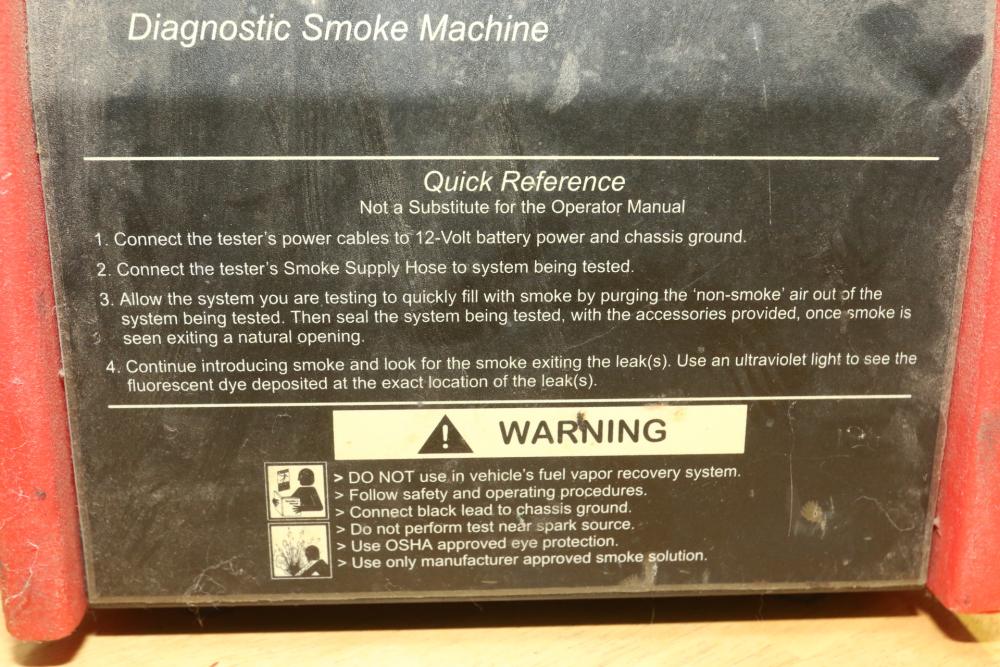 Diagnostic Smoke Machine
Quick Reference
Not a Substitute for the Operator Manual
1. Connect the tester's power cables to 12-Volt battery power and chassis ground.
2. Connect the tester's Smoke Supply Hose to system being tested.
3. Allow the system you are testing to quickly fill with smoke by purging the 'non-smoke' air out of the
system being tested. Then seal the system being tested, with the accessories provided, once smoke is
seen exiting a natural opening.
4. Continue introducing smoke and look for the smoke exiting the leak(s). Use an ultraviolet light to see the
fluorescent dye deposited at the exact location of the leak(s).
WARNING
> DO NOT use in vehicle's fuel vapor recovery system.
> Follow safety and operating procedures.
> Connect black lead to chassis ground.
> Do not perform test near spark source.
> Use OSHA approved eye protection.
> Use only manufacturer approved smoke solution.